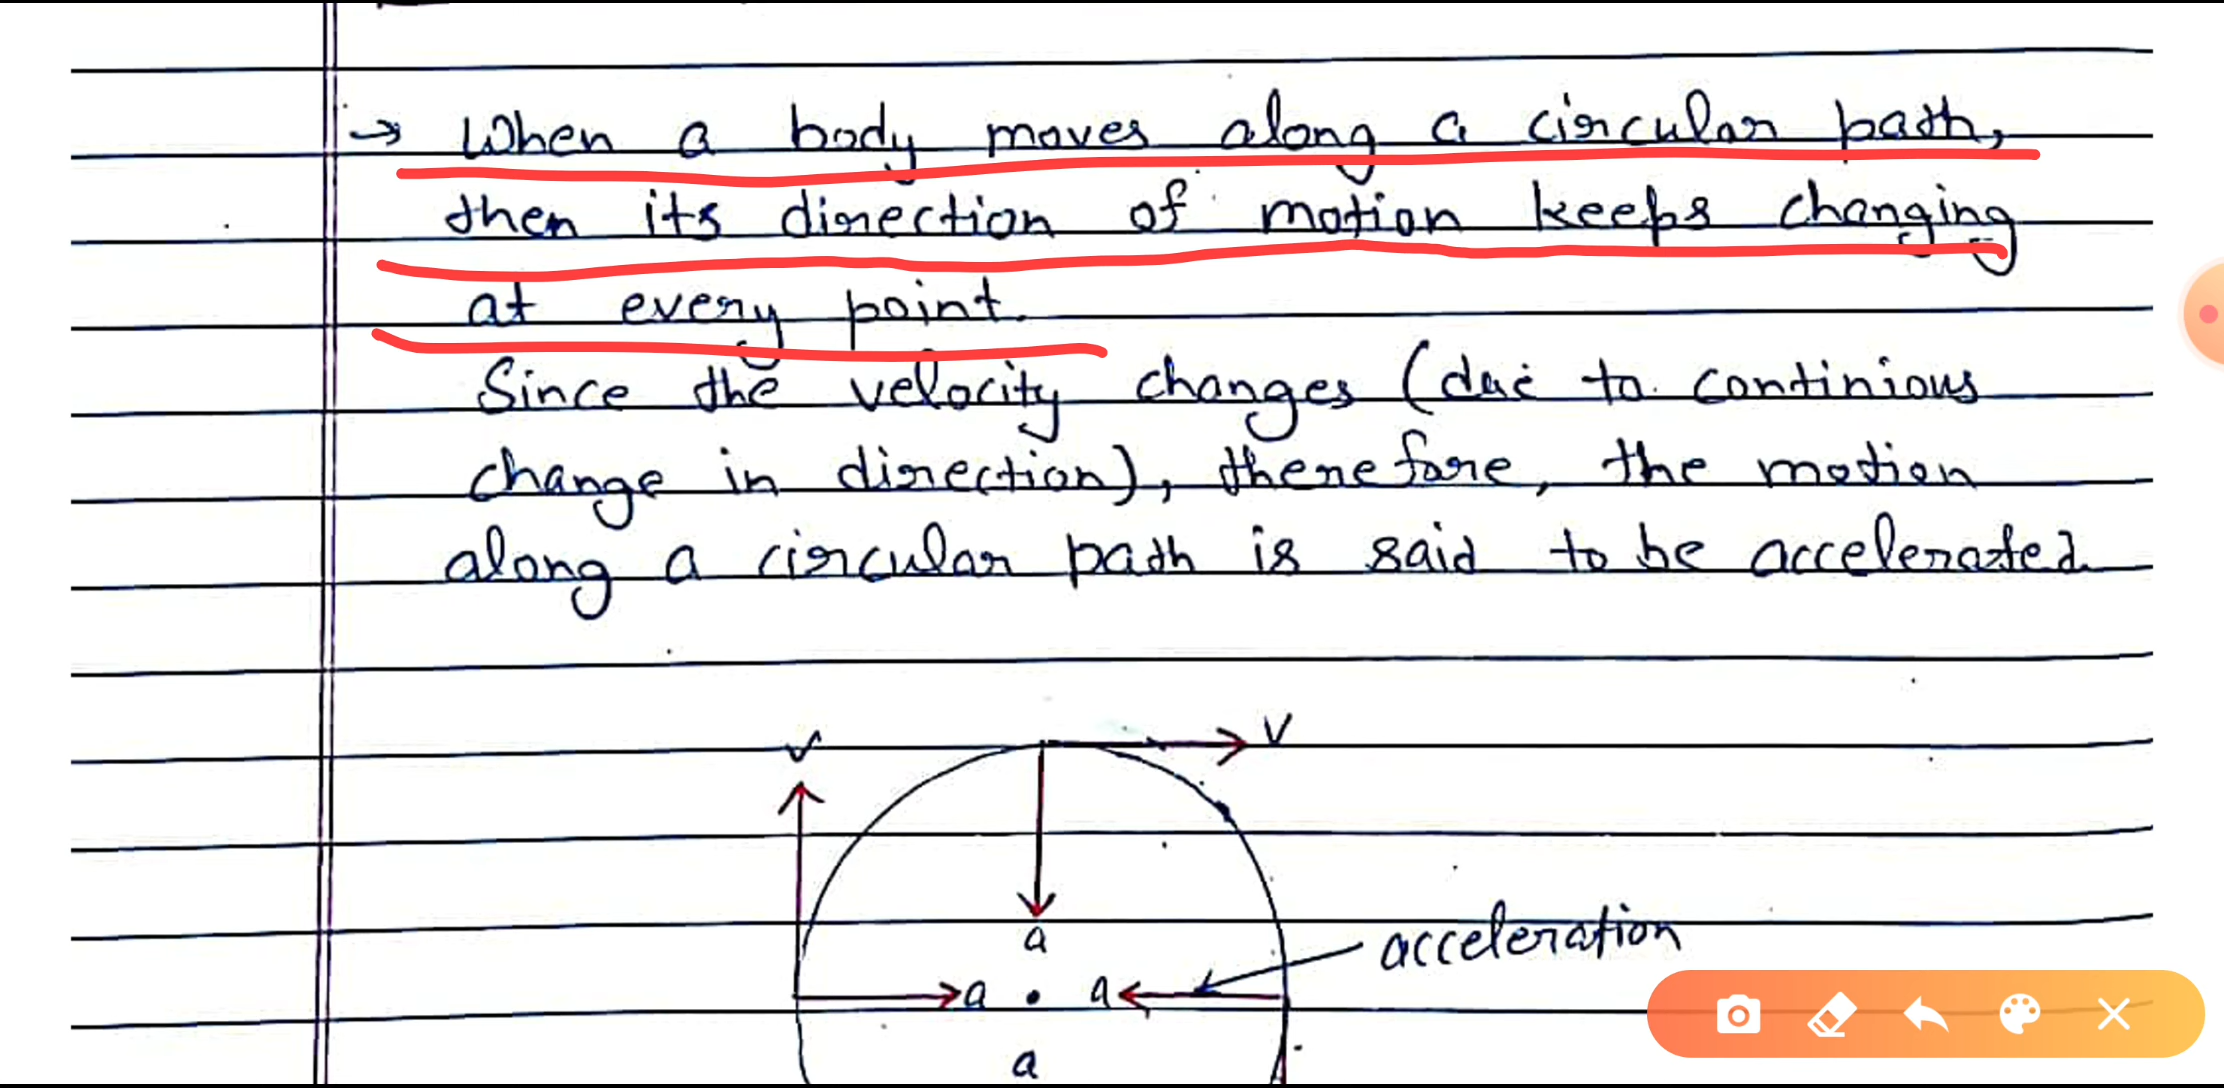 → When a body moves along a circular path,
then its direction of motion keeps changing
at every point.
Since the velocity changes (due to continious
change in direction), therefore, the motion
along a circular path is said to be accelerated.
v
V
a
acceleration
a a
a